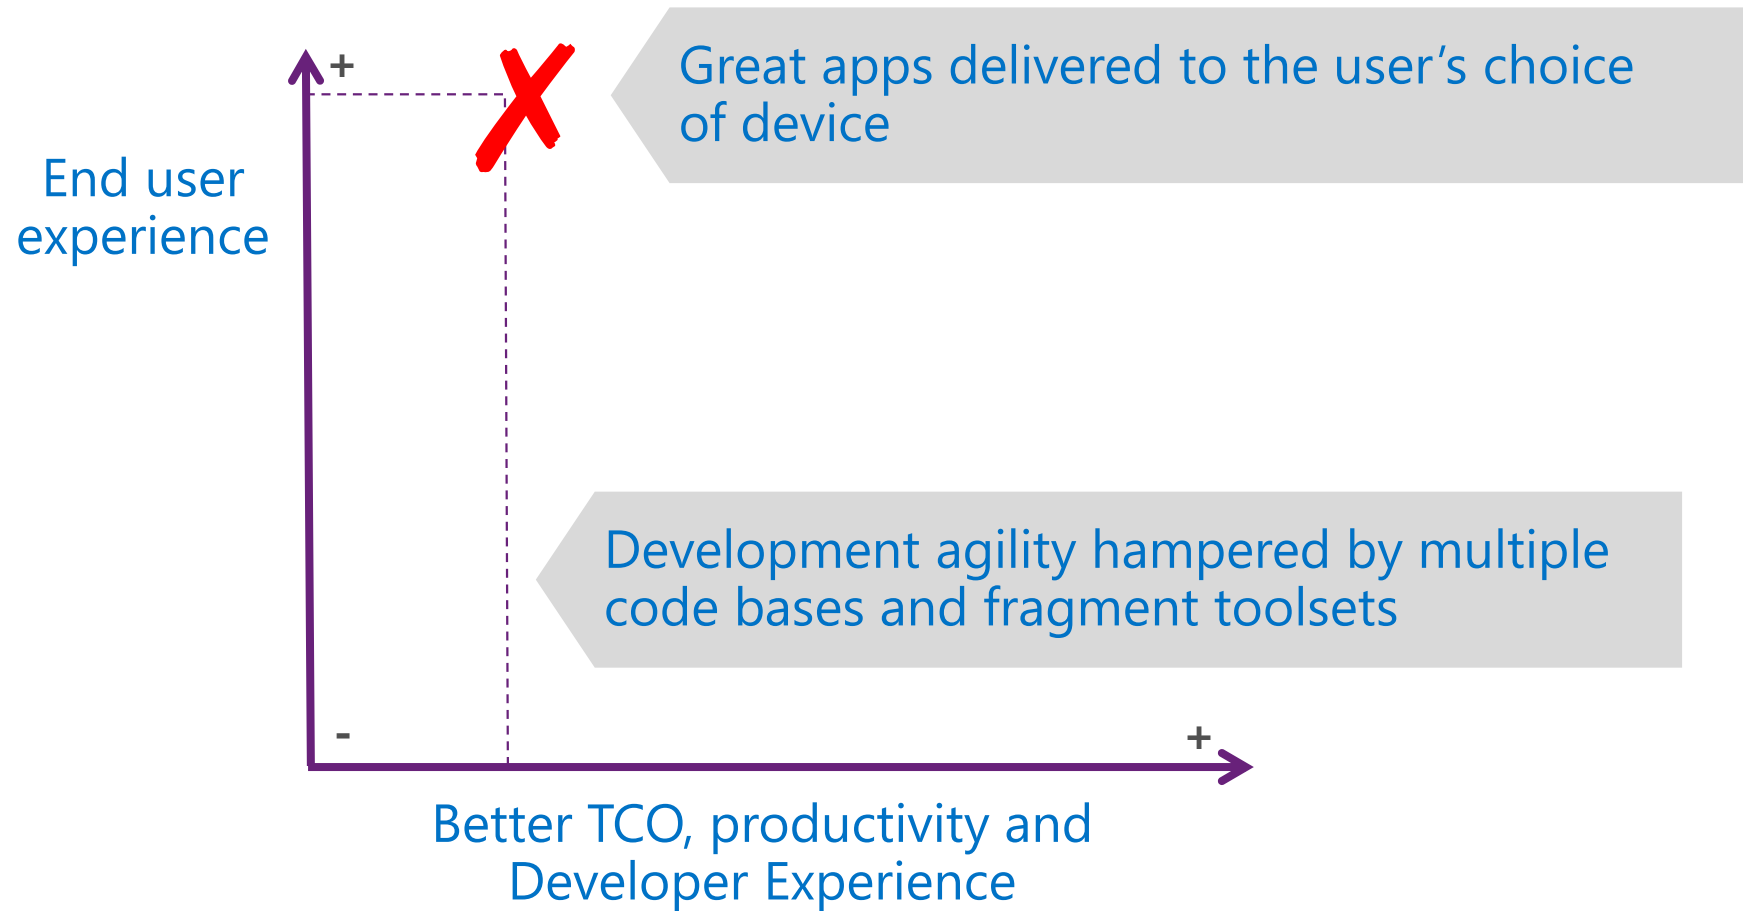 +
Great apps delivered to the user’s choice
of device
End user
experience
Development agility hampered by multiple
code bases and fragment toolsets
-
+
Better TCO, productivity and
Developer Experience